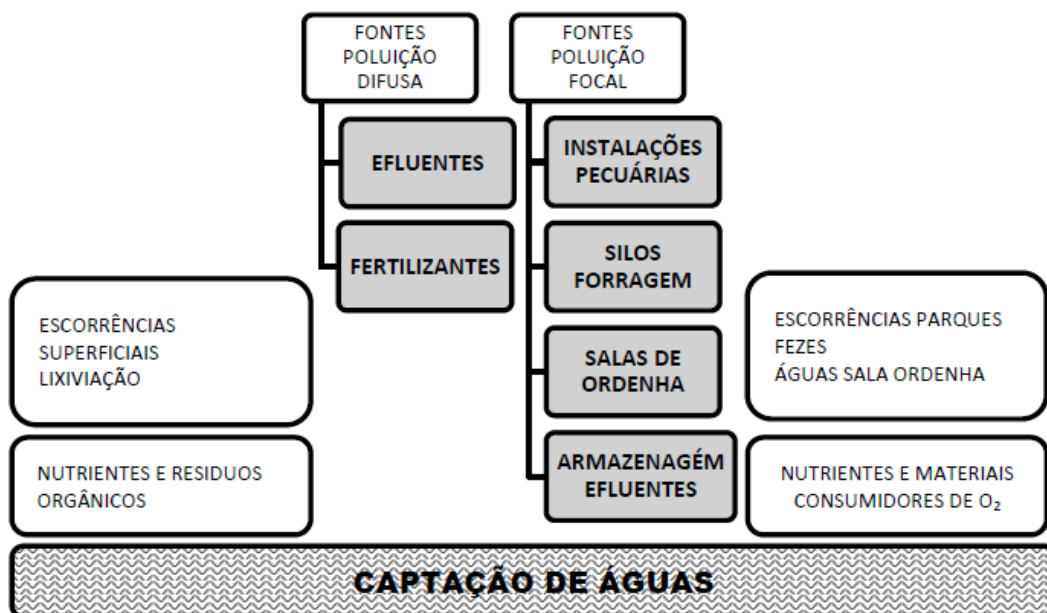 FONTES
POLUIÇÃO
DIFUSA
FONTES
POLUIÇÃO
FOCAL
EFLUENTES
FERTILIZANTES
INSTALAÇÕES
PECUÁRIAS
SILOS
FORRAGEM
SALAS DE
ORDENHA
ARMAZENAGÉM
EFLUENTES
ESCORRÊNCIAS
SUPERFICIAIS
LIXIVIAÇÃO
NUTRIENTES E RESIDUOS
ORGÂNICOS
ESCORRÊNCIAS PARQUES
FEZES
ÁGUAS SALA ORDENHA
NUTRIENTES E MATERIAIS
CONSUMIDORES DE O₂
CAPTAÇÃO DE ÁGUAS